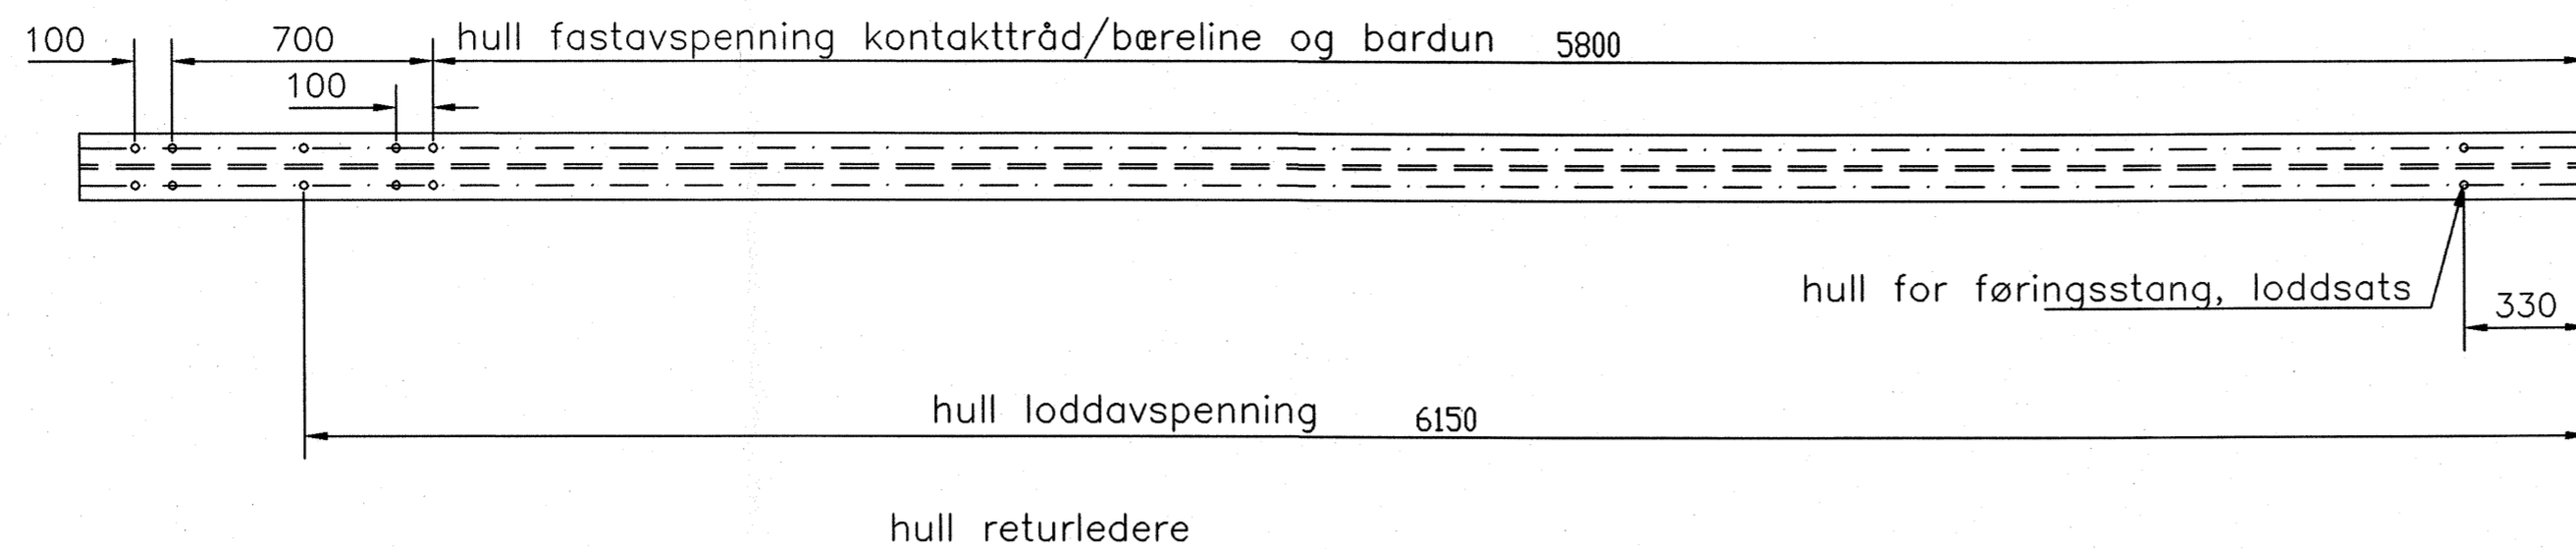 100 700 hull fastavspenning kontakttråd/bæreline og bardun 5800
100
hull for føringsstang, loddsats
330
hull loddavspenning 6150
hull returledere